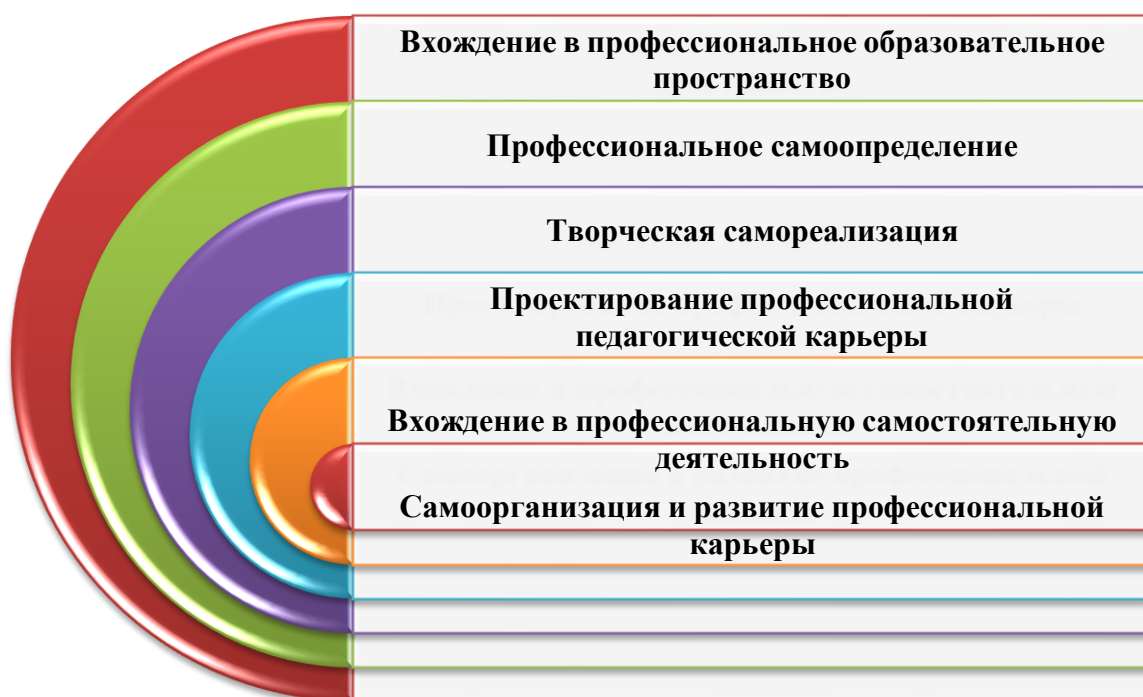 Вхождение в профессиональное образовательное
пространство
Профессиональное самоопределение
Творческая самореализация
Проектирование профессиональной
педагогической карьеры
Вхождение в профессиональную самостоятельную
деятельность
Самоорганизация и развитие профессиональной
карьеры